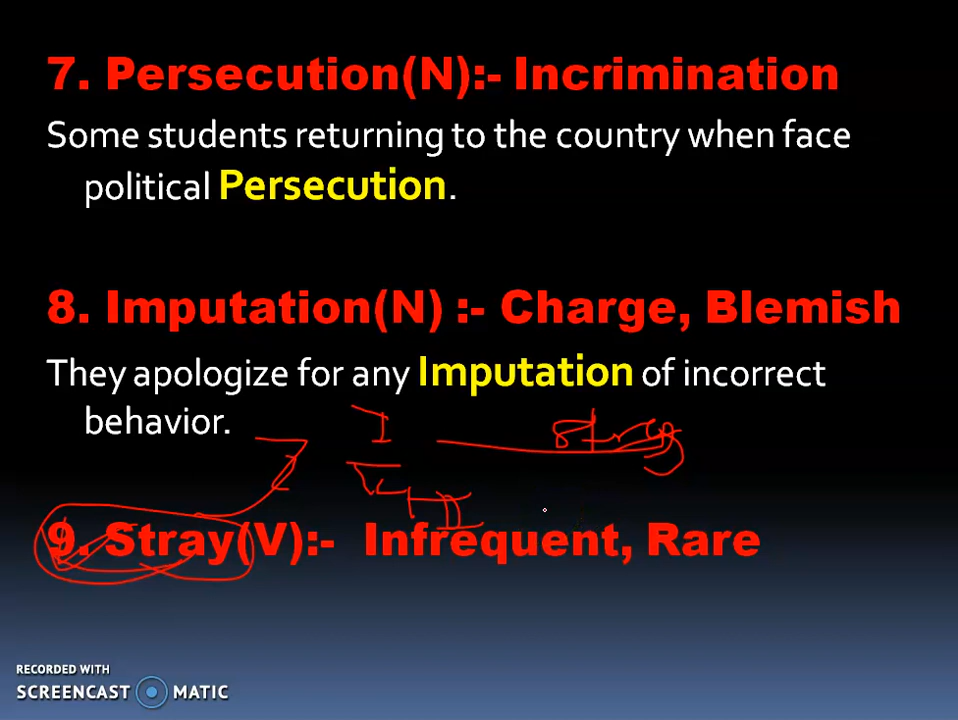 7. Persecution(N):- Incrimination
Some students returning to the country when face
political Persecution.
8. Imputation(N) :- Charge, Blemish
They apologize for any Imputation of incorrect
behavior.
Stray
9. Stray(V):- Infrequent, Rare
RECORDED WITH
SCREENCAST MATIC